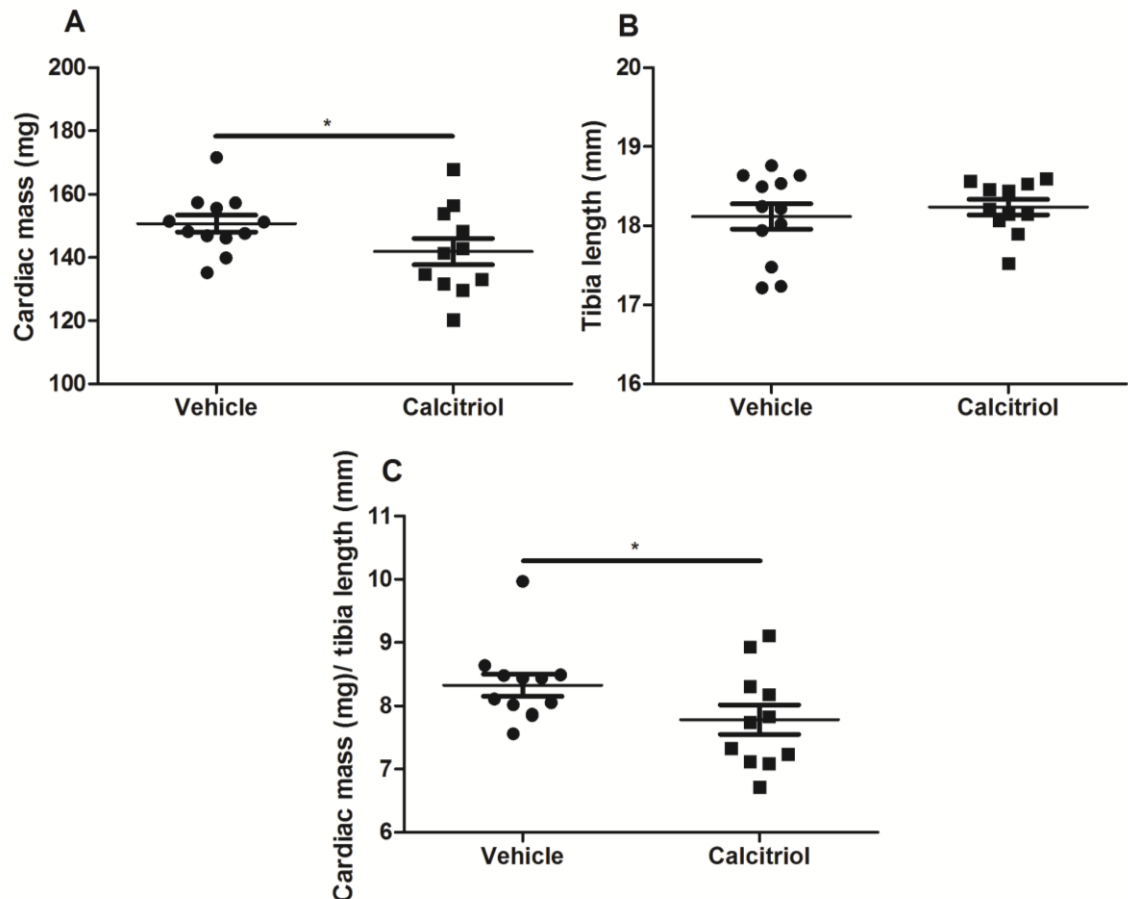 A
Cardiac mass (mg)
200
180
160
140
120
100
*
Vehicle
Calcitriol
B
Tibia length (mm)
20
19
18
17
16
Vehicle
Calcitriol
C
Cardiac mass (mg)/ tibia length (mm)
11
10
9
8
7
6
*
Vehicle
Calcitriol